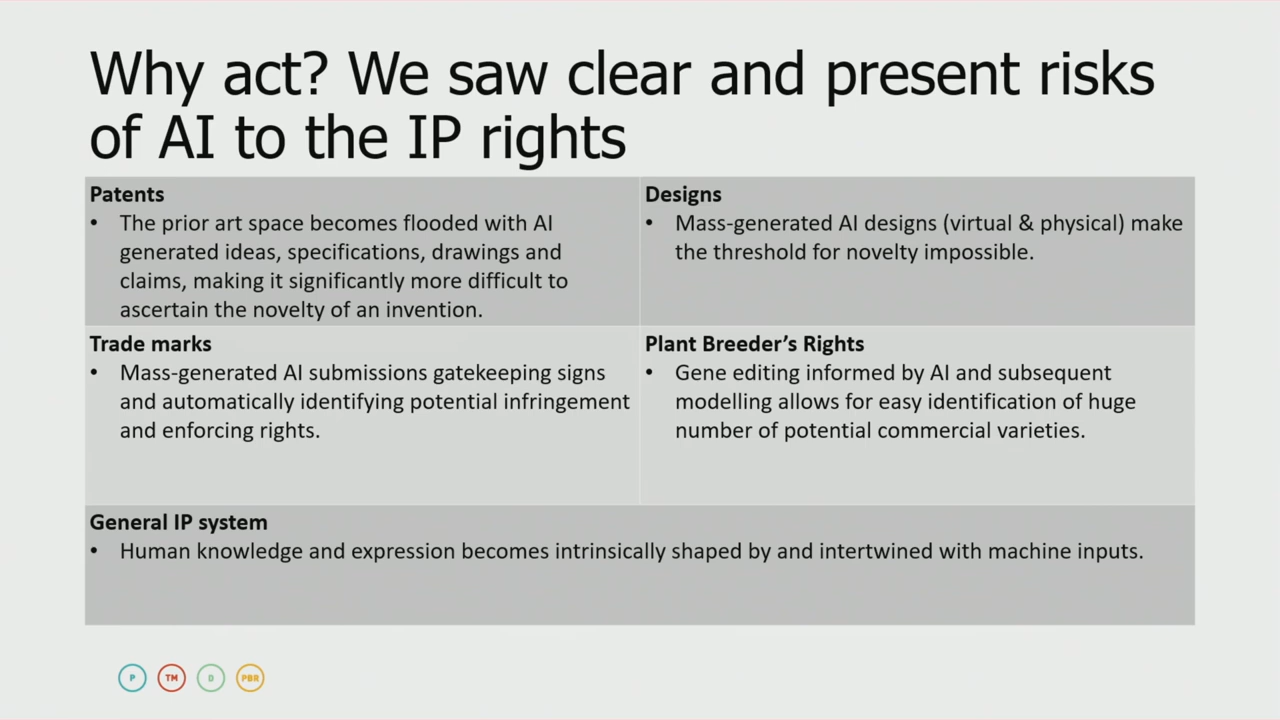 Why act? We saw clear and present risks
of AI to the IP rights
Patents
• The prior art space becomes flooded with AI
generated ideas, specifications, drawings and
claims, making it significantly more difficult to
ascertain the novelty of an invention.
Designs
• Mass-generated AI designs (virtual & physical) make
the threshold for novelty impossible.
Trade marks
• Mass-generated AI submissions gatekeeping signs
and automatically identifying potential infringement
and enforcing rights.
Plant Breeder’s Rights
• Gene editing informed by AI and subsequent
modelling allows for easy identification of huge
number of potential commercial varieties.
General IP system
• Human knowledge and expression becomes intrinsically shaped by and intertwined with machine inputs.
P TM D PBR